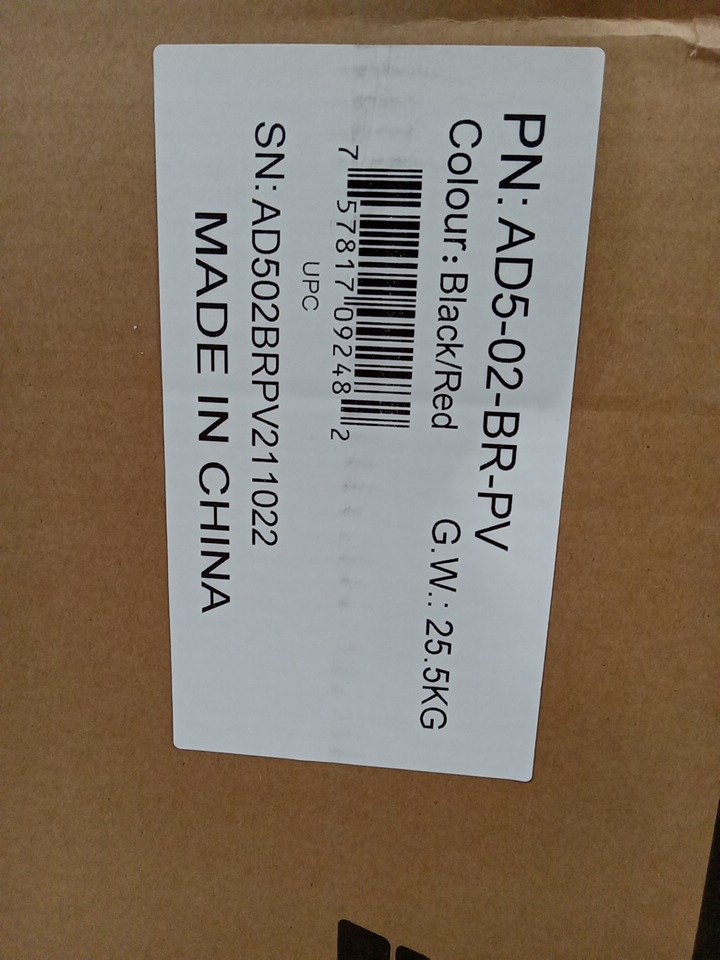 PN: AD5-02-BR-PV
Colour: Black/Red G.W.: 25.5KG
7 57817 09248 2
UPC
SN: AD502BRPV211022
MADE IN CHINA